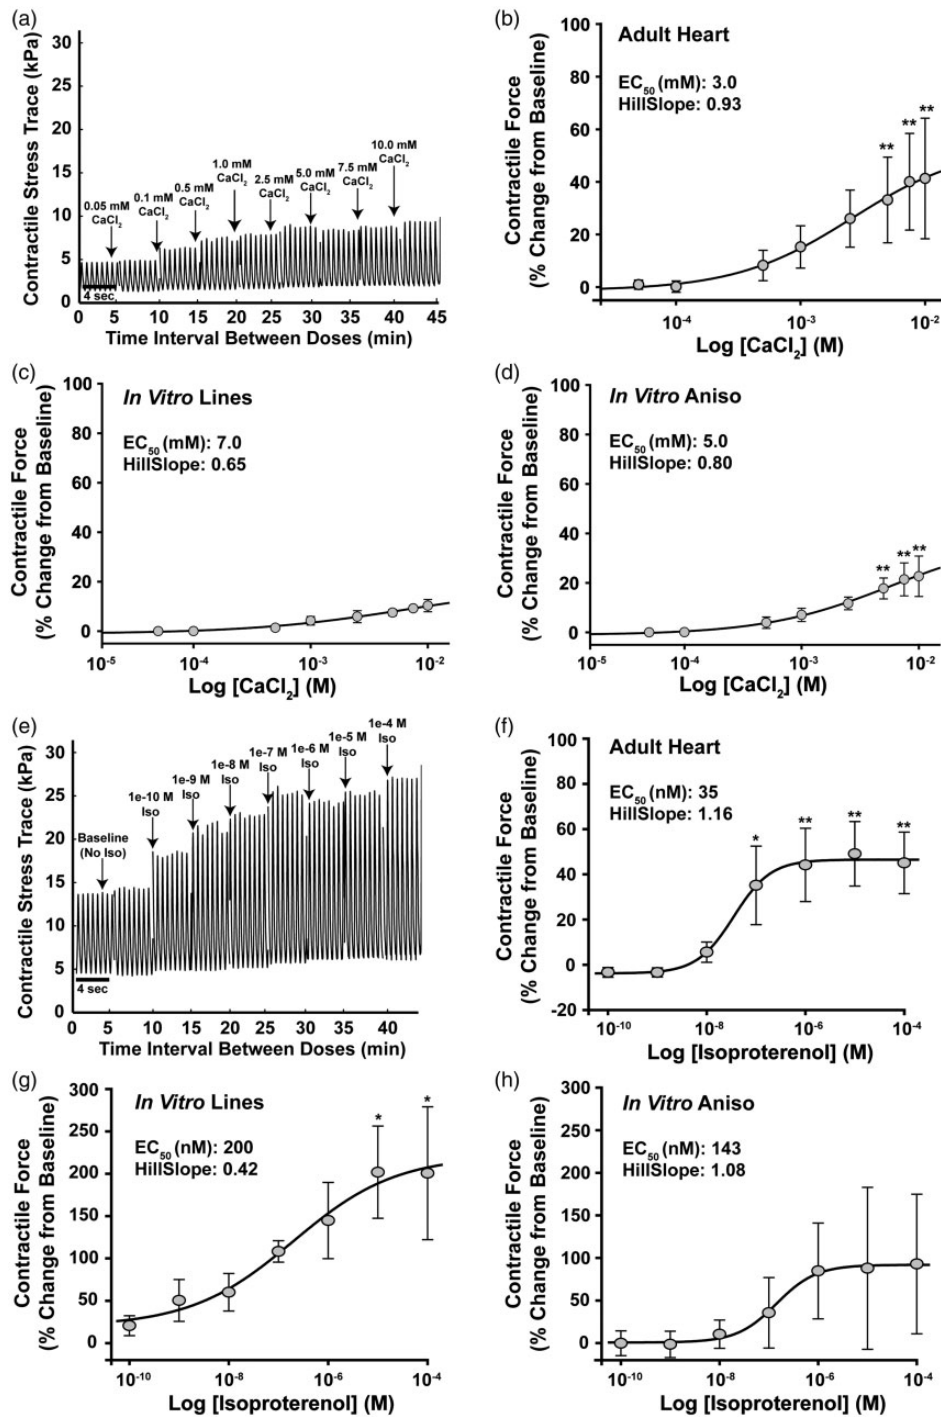 (a)
Contractile Stress Trace (kPa)
30
25
20
15
10
5
0
0.05 mM
CaCl2
0.1 mM
CaCl2
0.5 mM
CaCl2
1.0 mM
CaCl2
2.5 mM
CaCl2
5.0 mM
CaCl2
7.5 mM
CaCl2
10.0 mM
CaCl2
4 sec
0 5 10 15 20 25 30 35 40 45
Time Interval Between Doses (min)
(b)
Adult Heart
EC50 (mM): 3.0
HillSlope: 0.93
Contractile Force
(% Change from Baseline)
100
80
60
40
20
0
** ** **
10-4 10-3 10-2
Log [CaCl2] (M)
(c)
In Vitro Lines
EC50 (mM): 7.0
HillSlope: 0.65
Contractile Force
(% Change from Baseline)
100
80
60
40
20
0
10-5 10-4 10-3 10-2
Log [CaCl2] (M)
(d)
In Vitro Aniso
EC50 (mM): 5.0
HillSlope: 0.80
Contractile Force
(% Change from Baseline)
100
80
60
40
20
0
** ** **
10-5 10-4 10-3 10-2
Log [CaCl2] (M)
(e)
Contractile Stress Trace (kPa)
30
25
20
15
10
5
0
Baseline
(No Iso)
1e-10 M
Iso
1e-9 M
Iso
1e-8 M
Iso
1e-7 M
Iso
1e-6 M
Iso
1e-5 M
Iso
1e-4 M
Iso
4 sec
0 5 10 15 20 25 30 35 40
Time Interval Between Doses (min)
(f)
Adult Heart
EC50 (nM): 35
HillSlope: 1.16
Contractile Force
(% Change from Baseline)
100
80
60
40
20
0
-20
* ** ** **
10-10 10-8 10-6 10-4
Log [Isoproterenol] (M)
(g)
In Vitro Lines
EC50 (nM): 200
HillSlope: 0.42
Contractile Force
(% Change from Baseline)
300
250
200
150
100
50
0
* *
10-10 10-8 10-6 10-4
Log [Isoproterenol] (M)
(h)
In Vitro Aniso
EC50 (nM): 143
HillSlope: 1.08
Contractile Force
(% Change from Baseline)
300
250
200
150
100
50
0
10-10 10-8 10-6 10-4
Log [Isoproterenol] (M)